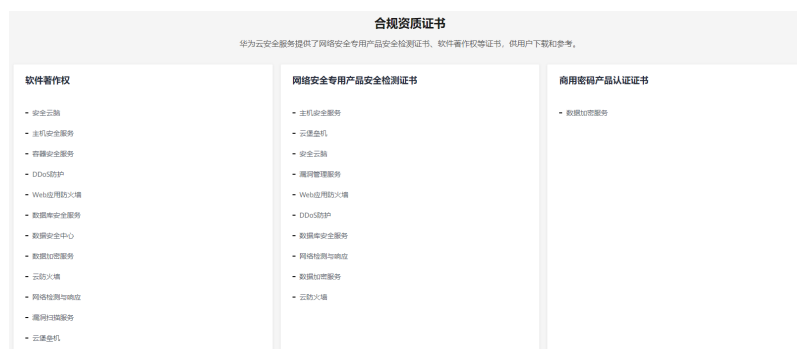 合规资质证书
华为云安全服务提供了网络安全专用产品安全检测证书、软件著作权等证书，供用户下载和参考。
软件著作权
- 安全云脑
- 主机安全服务
- 容器安全服务
- DDoS防护
- Web应用防火墙
- 数据库安全服务
- 数据安全中心
- 数据加密服务
- 云防火墙
- 网络检测与响应
- 漏洞扫描服务
- 云堡垒机
网络安全专用产品安全检测证书
- 主机安全服务
- 云堡垒机
- 安全云脑
- 漏洞管理服务
- Web应用防火墙
- DDoS防护
- 数据库安全服务
- 网络检测与响应
- 数据加密服务
- 云防火墙
商用密码产品认证证书
- 数据加密服务